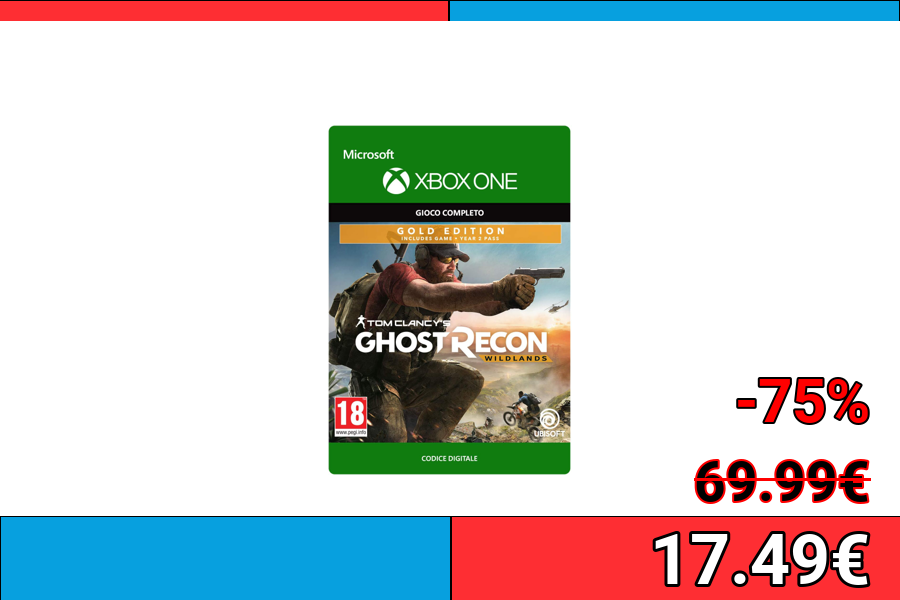 Microsoft
XBOX ONE
GIOCO COMPLETO
GOLD EDITION
INCLUDES GAME + YEAR 2 PASS
TOM CLANCY'S
GHOST RECON
WILDLANDS
18
www.pegi.info
UBISOFT
CODICE DIGITALE
-75%
69.99€
17.49€